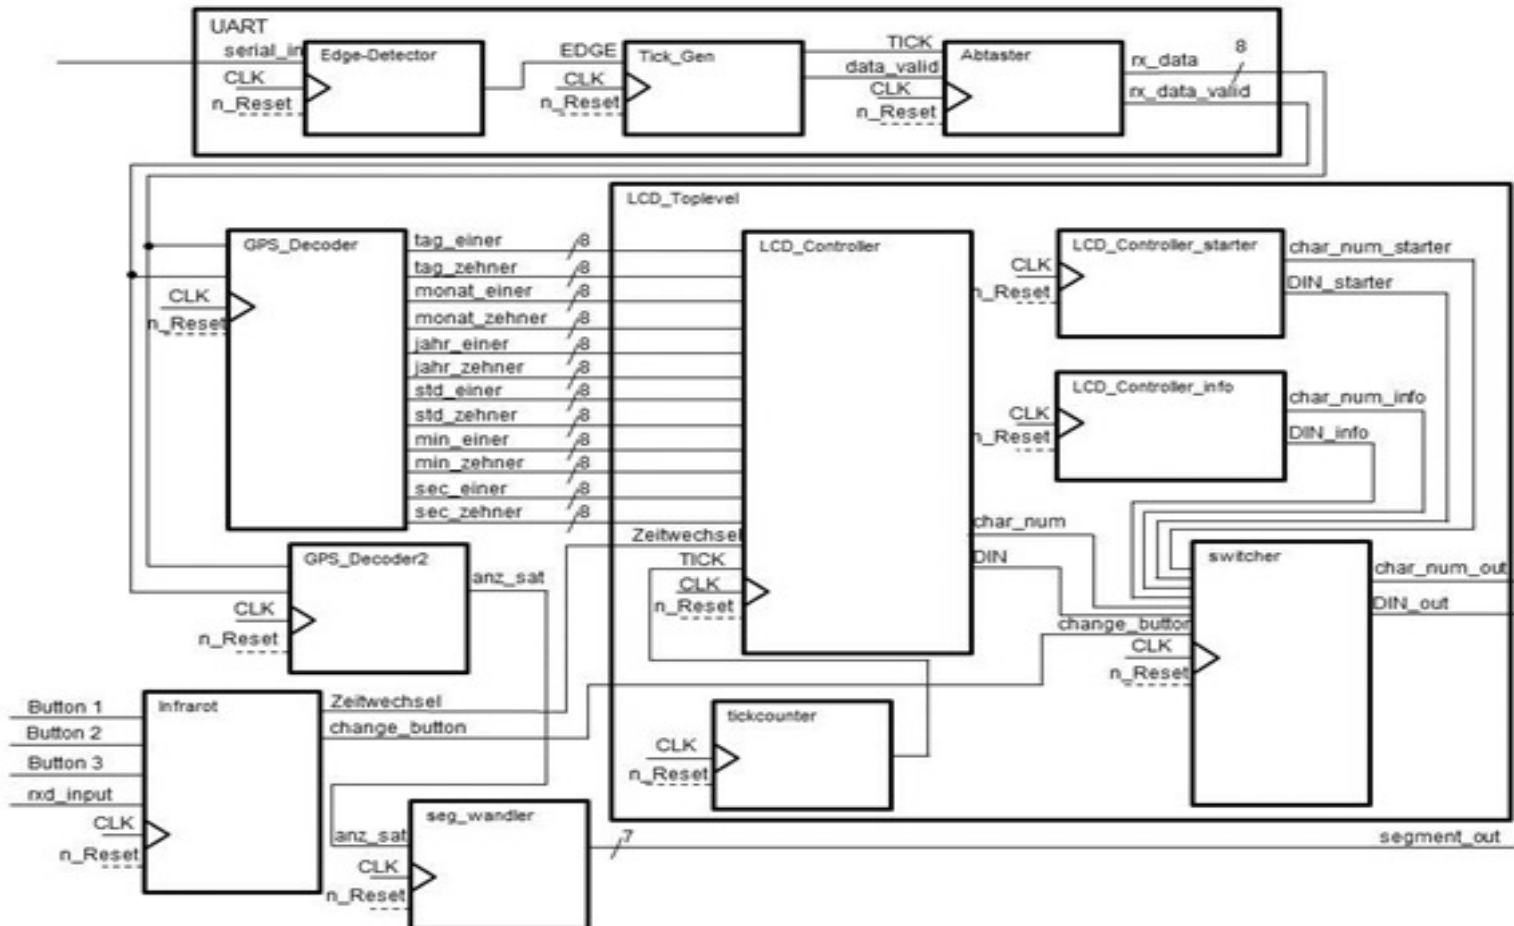 UART
serial_in
Edge-Detector
CLK
n_Reset
EDGE
Tick_Gen
CLK
n_Reset
TICK
data_valid
Abtaster
CLK
n_Reset
rx_data
8
rx_data_valid
GPS_Decoder
CLK
n_Reset
tag_einer
8
tag_zehner
8
monat_einer
8
monat_zehner
8
jahr_einer
8
jahr_zehner
8
std_einer
8
std_zehner
8
min_einer
8
min_zehner
8
sec_einer
8
sec_zehner
8
LCD_Toplevel
LCD_Controller
Zeitwechsel
TICK
CLK
n_Reset
char_num
DIN
LCD_Controller_starter
CLK
n_Reset
char_num_starter
DIN_starter
LCD_Controller_info
CLK
n_Reset
char_num_info
DIN_info
switcher
change_button
CLK
n_Reset
char_num_out
DIN_out
GPS_Decoder2
CLK
n_Reset
anz_sat
Infrarot
Button 1
Button 2
Button 3
rxd_input
CLK
n_Reset
Zeitwechsel
change_button
tickcounter
CLK
n_Reset
seg_wandler
anz_sat
CLK
n_Reset
7
segment_out